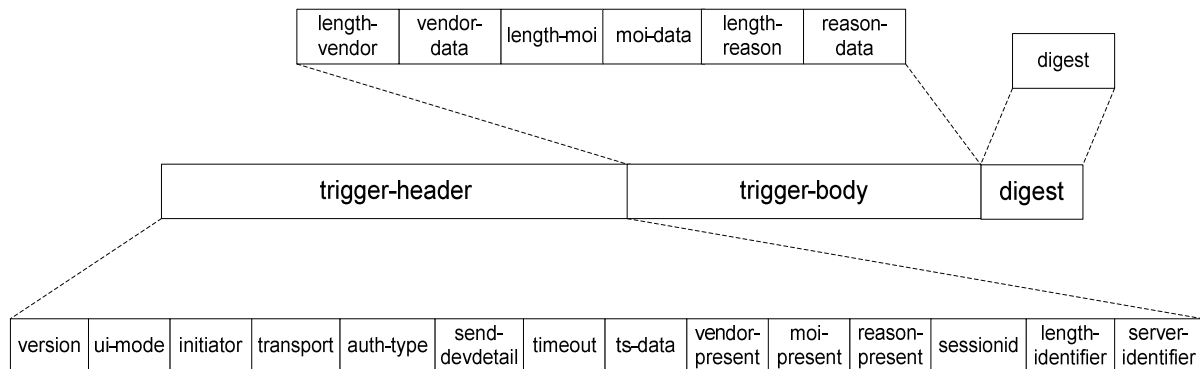 length-vendor vendor-data length-moi moi-data length-reason reason-data
digest
trigger-header trigger-body digest
version ui-mode initiator transport auth-type send-devdetail timeout ts-data vendor-present moi-present reason-present sessionid length-identifier server-identifier